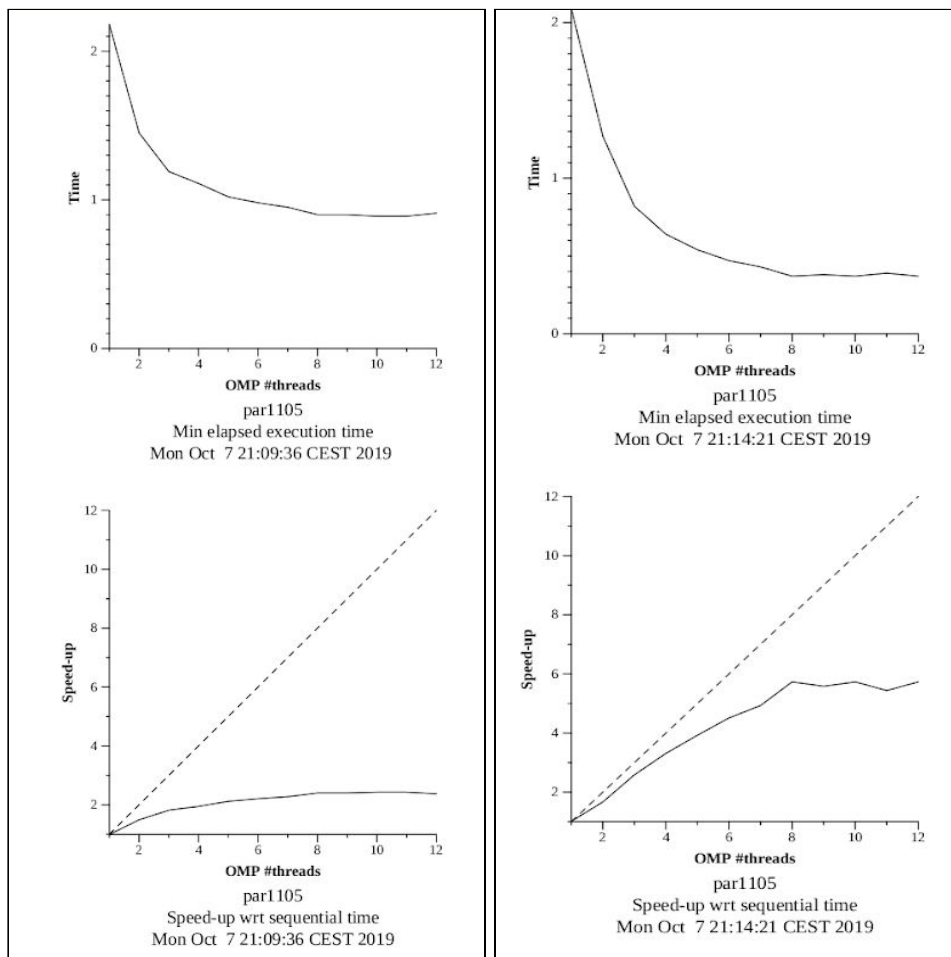 2
1
0
Time
2
4
6
8
10
12
OMP #threads
par1105
Min elapsed execution time
Mon Oct  7 21:09:36 CEST 2019
12
10
8
6
4
2
Speed-up
2
4
6
8
10
12
OMP #threads
par1105
Speed-up wrt sequential time
Mon Oct  7 21:09:36 CEST 2019
2
1
0
Time
2
4
6
8
10
12
OMP #threads
par1105
Min elapsed execution time
Mon Oct  7 21:14:21 CEST 2019
12
10
8
6
4
2
Speed-up
2
4
6
8
10
12
OMP #threads
par1105
Speed-up wrt sequential time
Mon Oct  7 21:14:21 CEST 2019